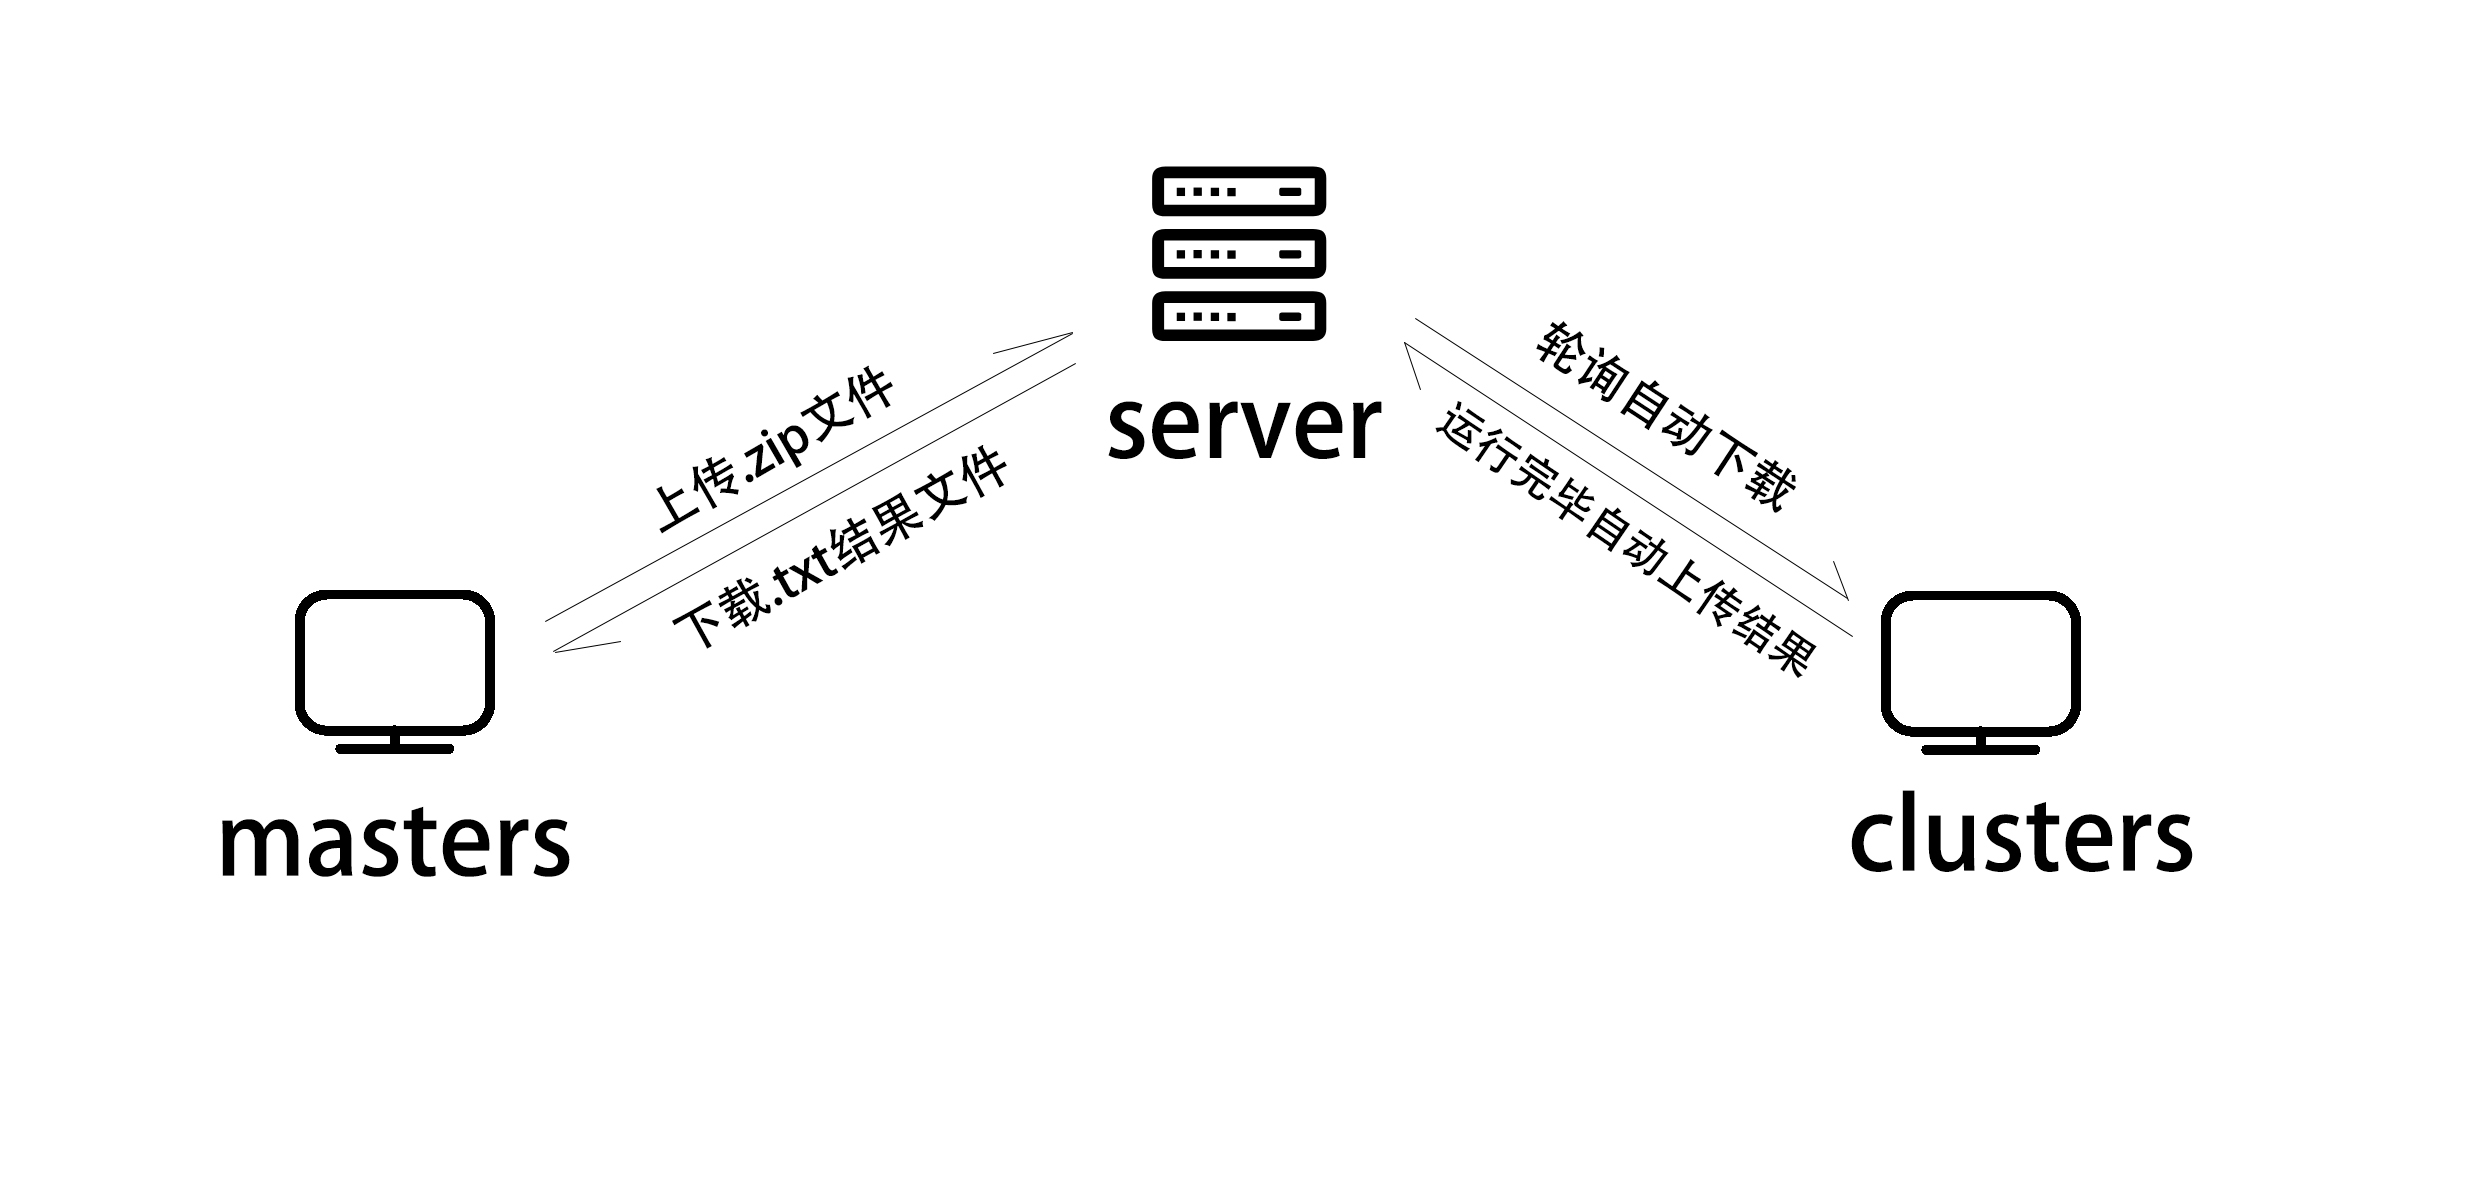 server
上传.zip文件
下载.txt结果文件
轮询自动下载
运行完毕自动上传结果
masters
clusters